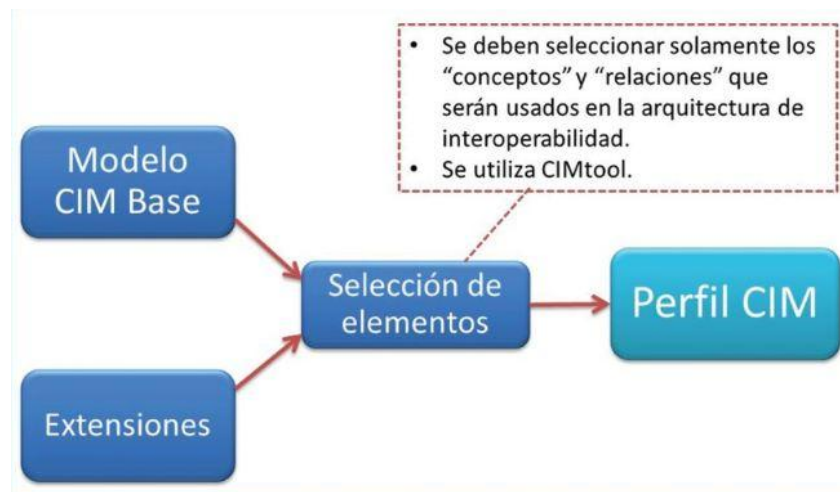 • Se deben seleccionar solamente los
“conceptos” y “relaciones” que
serán usados en la arquitectura de
interoperabilidad.
• Se utiliza CIMtool.
Modelo
CIM Base
Selección de
elementos
Perfil CIM
Extensiones